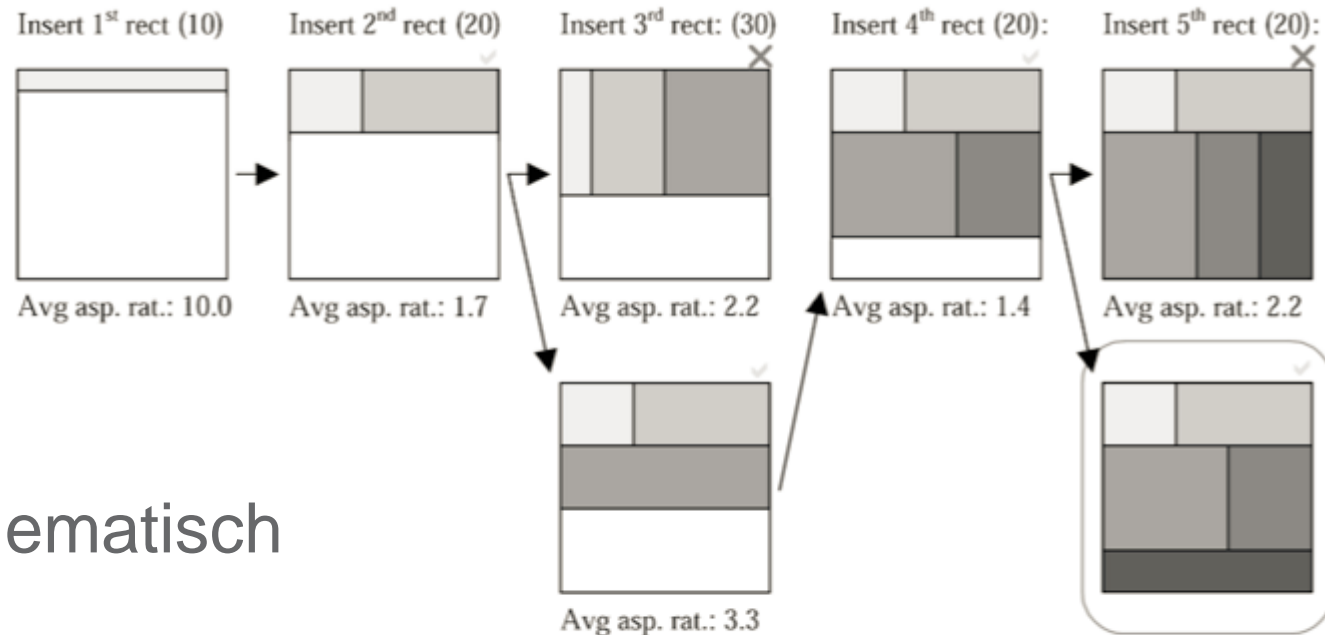 Insert 1st rect (10)
Insert 2nd rect (20)
Insert 3rd rect: (30)
Insert 4th rect (20):
Insert 5th rect (20):
Avg asp. rat.: 10.0
Avg asp. rat.: 1.7
Avg asp. rat.: 2.2
Avg asp. rat.: 1.4
Avg asp. rat.: 2.2
ematisch
Avg asp. rat.: 3.3